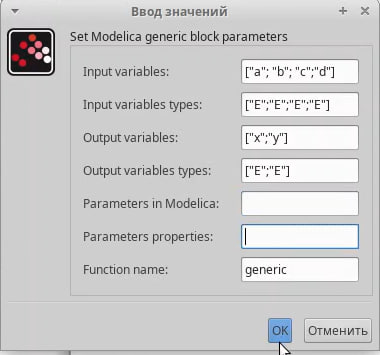 Ввод значений
Set Modelica generic block parameters
Input variables: ["a"; "b"; "c";"d"]
Input variables types: ["E";"E";"E";"E"]
Output variables: ["x";"y"]
Output variables types: ["E";"E"]
Parameters in Modelica:
Parameters properties:
Function name: generic
OK Отменить